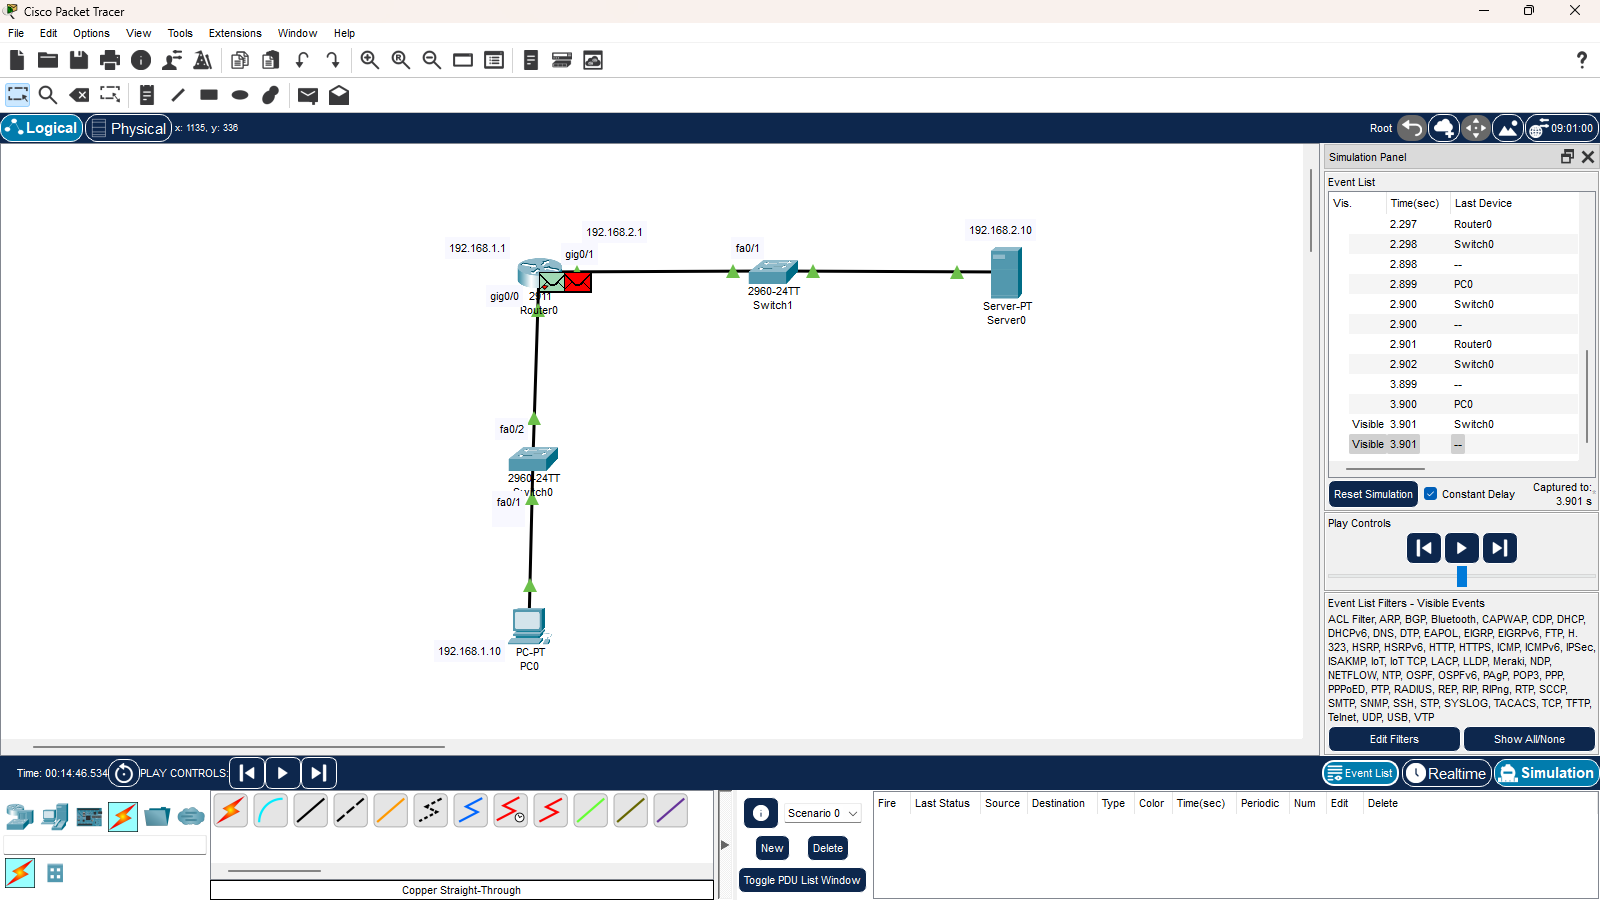 Cisco Packet Tracer
File Edit Options View Tools Extensions Window Help
Logical Physical x: 1135, y: 336 Root 09:01:00
192.168.1.1
192.168.2.1
gig0/1
gig0/0
2911
Router0
fa0/1
2960-24TT
Switch1
192.168.2.10
Server-PT
Server0
fa0/2
2960-24TT
Switch0
fa0/1
192.168.1.10
PC-PT
PC0
Simulation Panel
Event List
Vis. Time(sec) Last Device
2.297 Router0
2.298 Switch0
2.898 --
2.899 PC0
2.900 Switch0
2.900 --
2.901 Router0
2.902 Switch0
3.899 --
3.900 PC0
Visible 3.901 Switch0
Visible 3.901 --
Reset Simulation Constant Delay Captured to:
3.901 s
Play Controls
Event List Filters - Visible Events
ACL Filter, ARP, BGP, Bluetooth, CAPWAP, CDP, DHCP,
DHCPv6, DNS, DTP, EAPOL, EIGRP, EIGRPv6, FTP, H.
323, HSRP, HSRPv6, HTTP, HTTPS, ICMP, ICMPv6, IPSec,
ISAKMP, IoT, IoT TCP, LACP, LLDP, Meraki, NDP,
NETFLOW, NTP, OSPF, OSPFv6, PAgP, POP3, PPP,
PPPoED, PTP, RADIUS, REP, RIP, RIPng, RTP, SCCP,
SMTP, SNMP, SSH, STP, SYSLOG, TACACS, TCP, TFTP,
Telnet, UDP, USB, VTP
Edit Filters Show All/None
Time: 00:14:46.534 PLAY CONTROLS: Event List Realtime Simulation
Copper Straight-Through
Scenario 0
New Delete
Toggle PDU List Window
Fire Last Status Source Destination Type Color Time(sec) Periodic Num Edit Delete